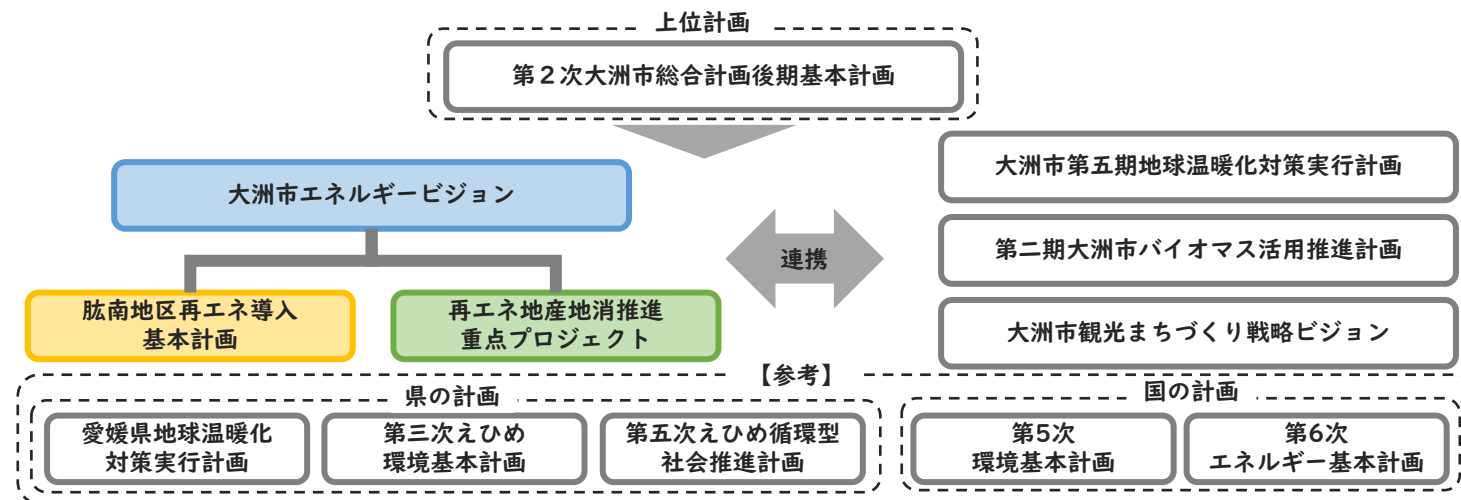 上位計画
第２次大洲市総合計画後期基本計画
大洲市エネルギービジョン
肱南地区再エネ導入
基本計画
再エネ地産地消推進
重点プロジェクト
連携
大洲市第五期地球温暖化対策実行計画
第二期大洲市バイオマス活用推進計画
大洲市観光まちづくり戦略ビジョン
【参考】
県の計画
愛媛県地球温暖化
対策実行計画
第三次えひめ
環境基本計画
第五次えひめ循環型
社会推進計画
国の計画
第5次
環境基本計画
第6次
エネルギー基本計画